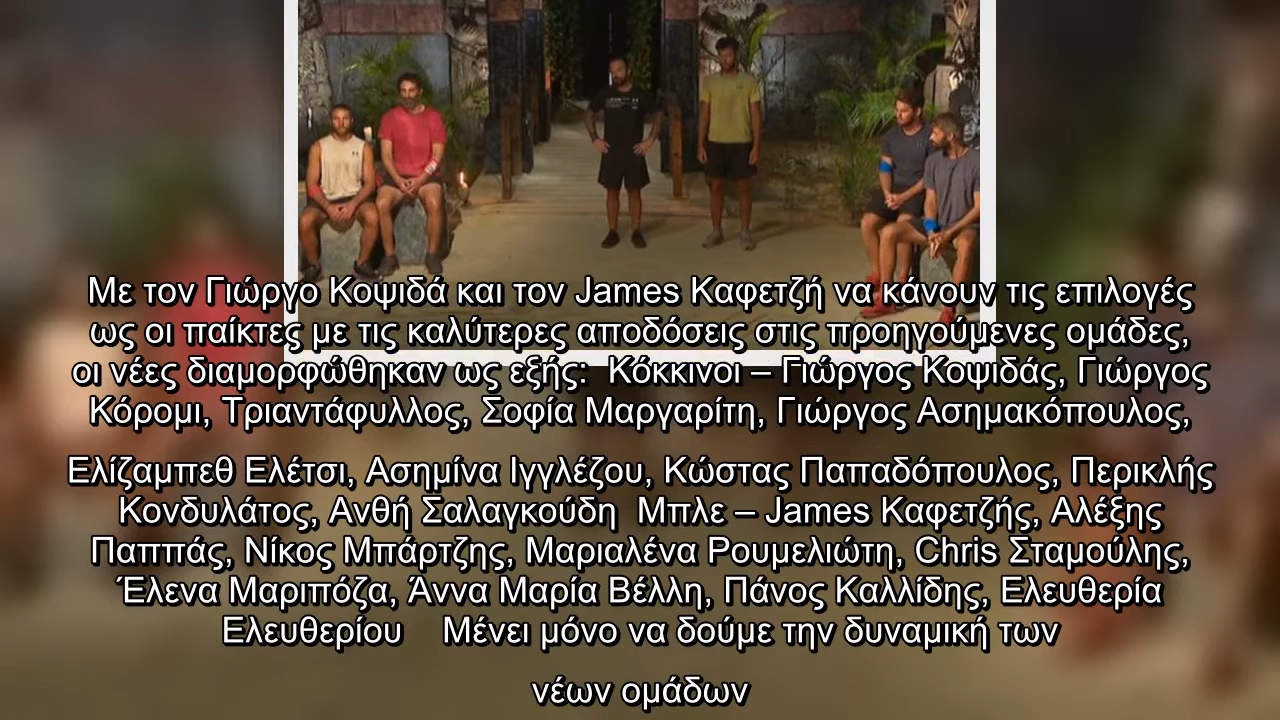 Με τον Γιώργο Κοψιδά και τον James Καφετζή να κάνουν τις επιλογές
ως οι παίκτες με τις καλύτερες αποδόσεις στις προηγούμενες ομάδες,
οι νέες διαμορφώθηκαν ως εξής:  Κόκκινοι – Γιώργος Κοψιδάς, Γιώργος
Κόρομι, Τριαντάφυλλος, Σοφία Μαργαρίτη, Γιώργος Ασημακόπουλος,
Ελίζαμπεθ Ελέτσι, Ασημίνα Ιγγλέζου, Κώστας Παπαδόπουλος, Περικλής
Κονδυλάτος, Ανθή Σαλαγκούδη  Μπλε – James Καφετζής, Αλέξης
Παππάς, Νίκος Μπάρτζης, Μαριαλένα Ρουμελιώτη, Chris Σταμούλης,
Έλενα Μαριπόζα, Άννα Μαρία Βέλλη, Πάνος Καλλίδης, Ελευθερία
Ελευθερίου    Μένει μόνο να δούμε την δυναμική των
νέων ομάδων